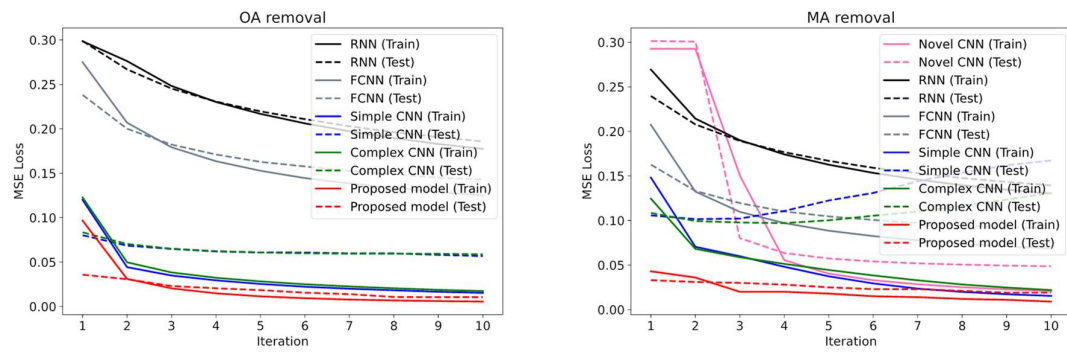 OA removal
MSE Loss
0.30
0.25
0.20
0.15
0.10
0.05
0.00
RNN (Train)
RNN (Test)
FCNN (Train)
FCNN (Test)
Simple CNN (Train)
Simple CNN (Test)
Complex CNN (Train)
Complex CNN (Test)
Proposed model (Train)
Proposed model (Test)
1 2 3 4 5 6 7 8 9 10
Iteration
MA removal
MSE Loss
0.30
0.25
0.20
0.15
0.10
0.05
0.00
Novel CNN (Train)
Novel CNN (Test)
RNN (Train)
RNN (Test)
FCNN (Train)
FCNN (Test)
Simple CNN (Train)
Simple CNN (Test)
Complex CNN (Train)
Complex CNN (Test)
Proposed model (Train)
Proposed model (Test)
1 2 3 4 5 6 7 8 9 10
Iteration